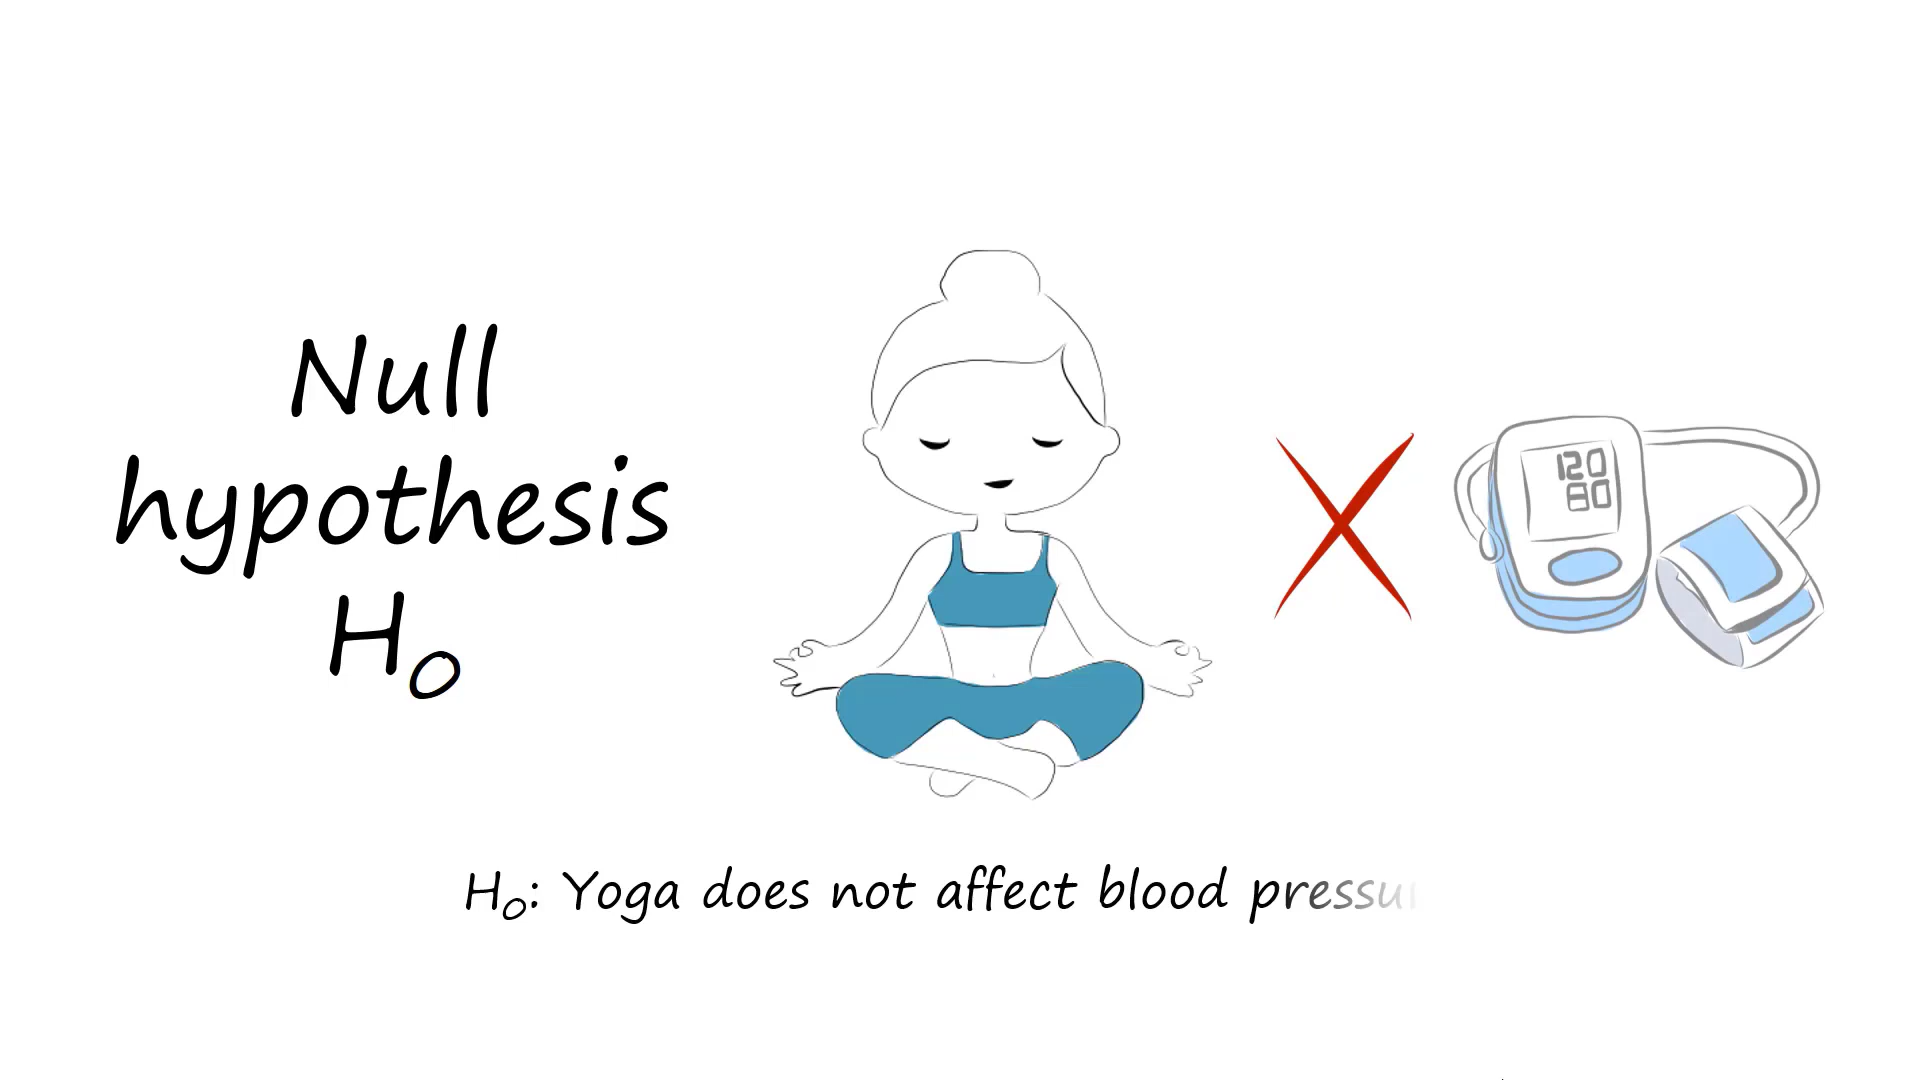 Null
hypothesis
H₀
120
80
H₀: Yoga does not affect blood pressu